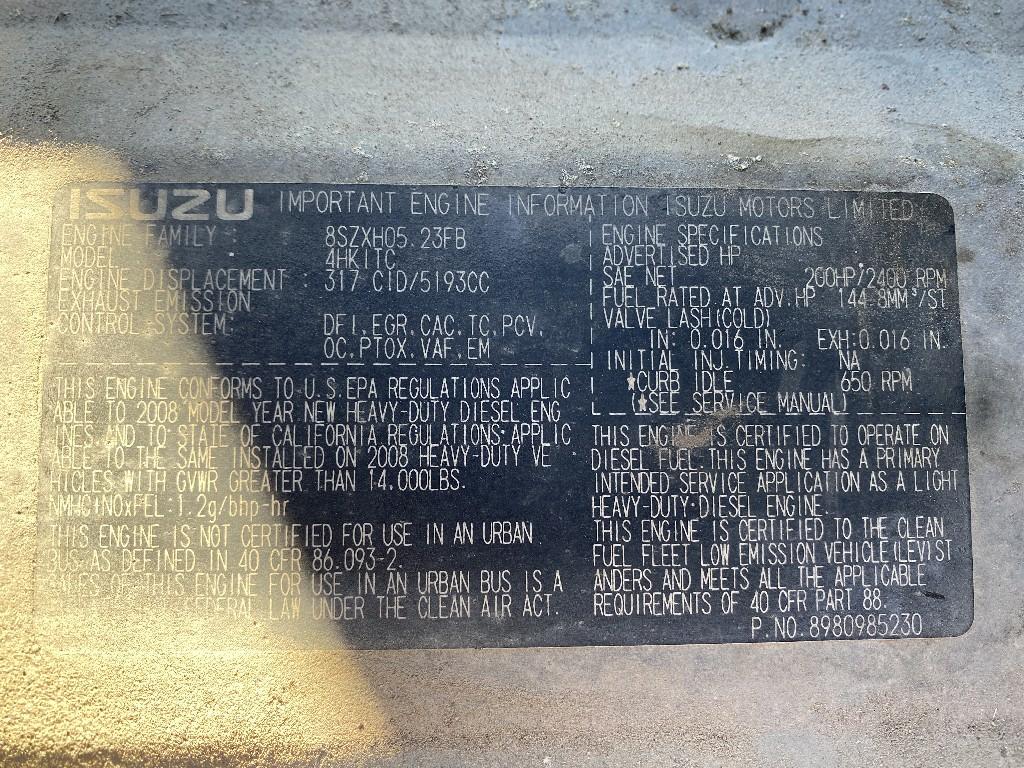 ISUZU IMPORTANT ENGINE INFORMATION ISUZU MOTORS LIMITED
ENGINE FAMILY : 8SZXH05.23FB
MODEL 4HK1TC
ENGINE DISPLACEMENT : 317 CID/5193CC
EXHAUST EMISSION
CONTROL SYSTEM: DFI,EGR,CAC,TC,PCV,
OC,PTOX,VAF,EM
THIS ENGINE CONFORMS TO U.S.EPA REGULATIONS APPLIC
ABLE TO 2008 MODEL YEAR NEW HEAVY-DUTY DIESEL ENG
INES AND TO STATE OF CALIFORNIA REGULATIONS APPLIC
ABLE TO THE SAME INSTALLED ON 2008 HEAVY-DUTY VE
HICLES WITH GVWR GREATER THAN 14,000LBS.
NMHC+NOxFEL:1.2g/bhp-hr
THIS ENGINE IS NOT CERTIFIED FOR USE IN AN URBAN
BUS AS DEFINED IN 40 CFR 86.093-2.
SALES OF THIS ENGINE FOR USE IN AN URBAN BUS IS A
FEDERAL LAW UNDER THE CLEAN AIR ACT.
ENGINE SPECIFICATIONS
ADVERTISED HP
SAE NET 200HP/2400 RPM
FUEL RATED AT ADV.HP 144.8MM³/ST
VALVE LASH(COLD)
IN: 0.016 IN. EXH:0.016 IN.
INITIAL INJ.TIMING: NA
★CURB IDLE 650 RPM
(★SEE SERVICE MANUAL)
THIS ENGINE IS CERTIFIED TO OPERATE ON
DIESEL FUEL.THIS ENGINE HAS A PRIMARY
INTENDED SERVICE APPLICATION AS A LIGHT
HEAVY-DUTY-DIESEL ENGINE.
THIS ENGINE IS CERTIFIED TO THE CLEAN
FUEL FLEET LOW EMISSION VEHICLE(LEV)ST
ANDERS AND MEETS ALL THE APPLICABLE
REQUIREMENTS OF 40 CFR PART 88.
P.NO.8980985230